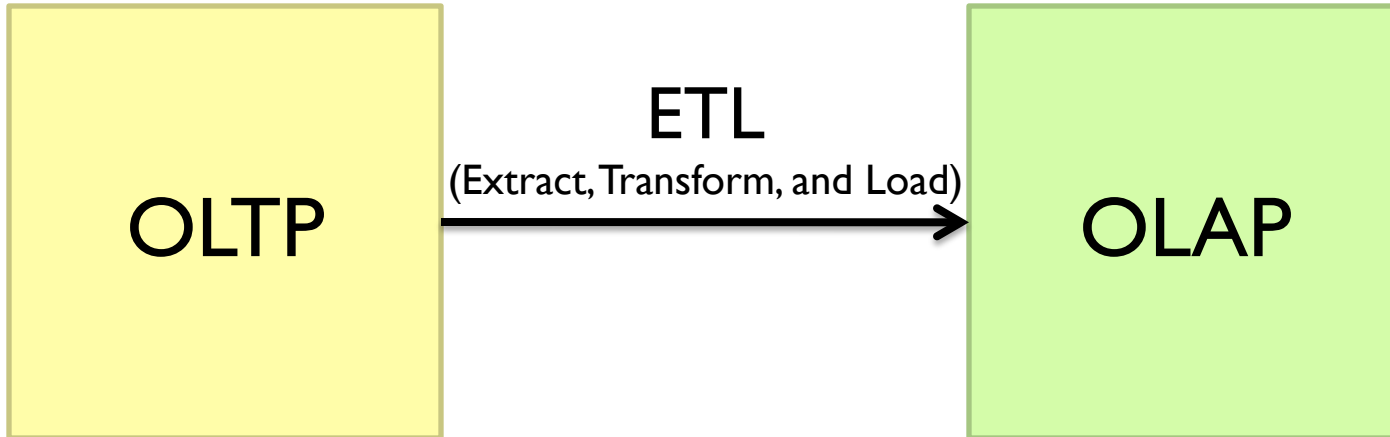 OLTP
ETL
(Extract, Transform, and Load)
OLAP